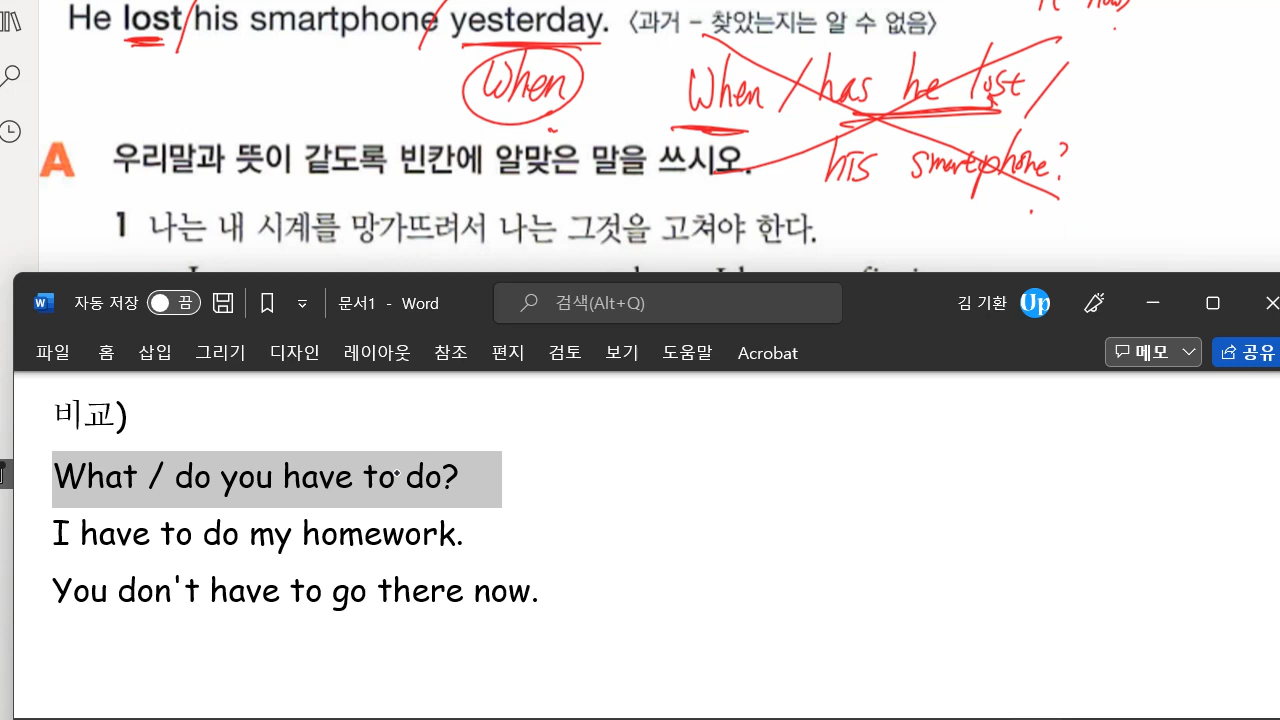 He lost / his smartphone / yesterday. 〈과거 – 찾았는지는 알 수 없음〉
When When / has he lost /
his smartphone?
A 우리말과 뜻이 같도록 빈칸에 알맞은 말을 쓰시오.
1 나는 내 시계를 망가뜨려서 나는 그것을 고쳐야 한다.
자동 저장 끔 문서1 - Word 검색(Alt+Q) 김 기환 Up
파일 홈 삽입 그리기 디자인 레이아웃 참조 편지 검토 보기 도움말 Acrobat 메모 공유
비교)
What / do you have to do?
I have to do my homework.
You don't have to go there now.